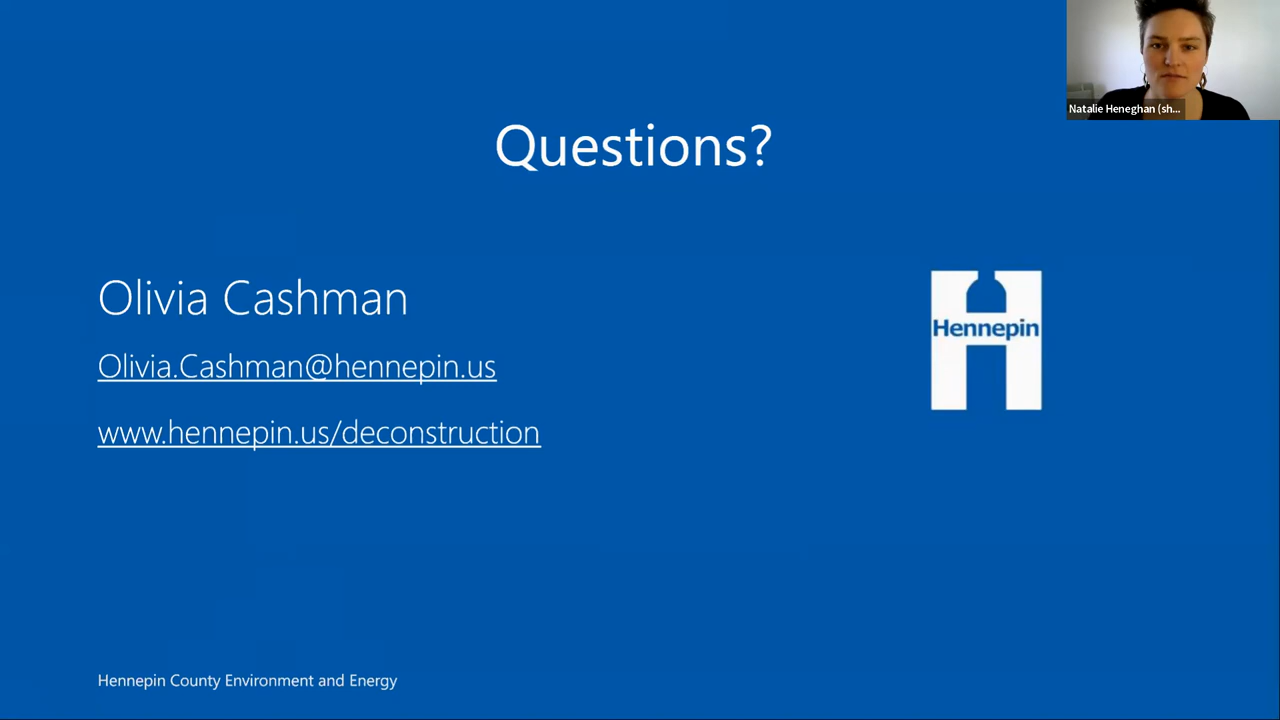 Natalie Heneghan (sh...
Questions?
Olivia Cashman
Olivia.Cashman@hennepin.us
www.hennepin.us/deconstruction
Hennepin
Hennepin County Environment and Energy